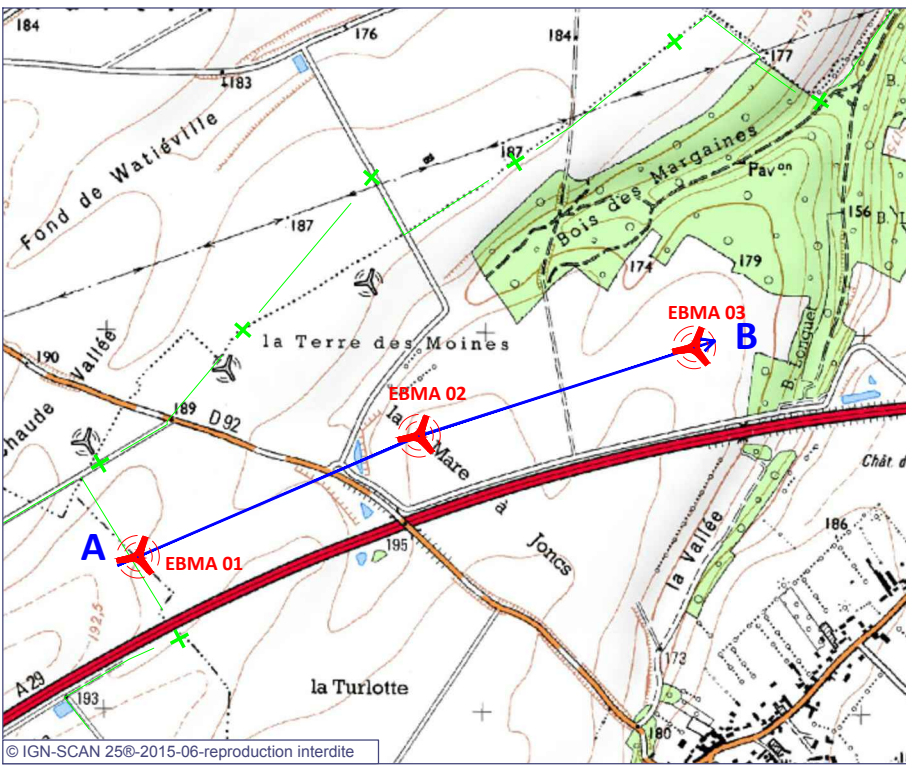 184
176
184
177
183
Fond de Watiéville
187
187
Bois des Margaines
Pavᵒⁿ
B.
156
B. L
175
174
179
EBMA 03
B
la Terre des Moines
190
Chaude Vallée
189
D 92
EBMA 02
B. Longuet
la Mare à Joncs
Chât. d
A
EBMA 01
195
186
la Vallée
192,5
173
A 29
193
la Turlotte
180
© IGN-SCAN 25®-2015-06-reproduction interdite